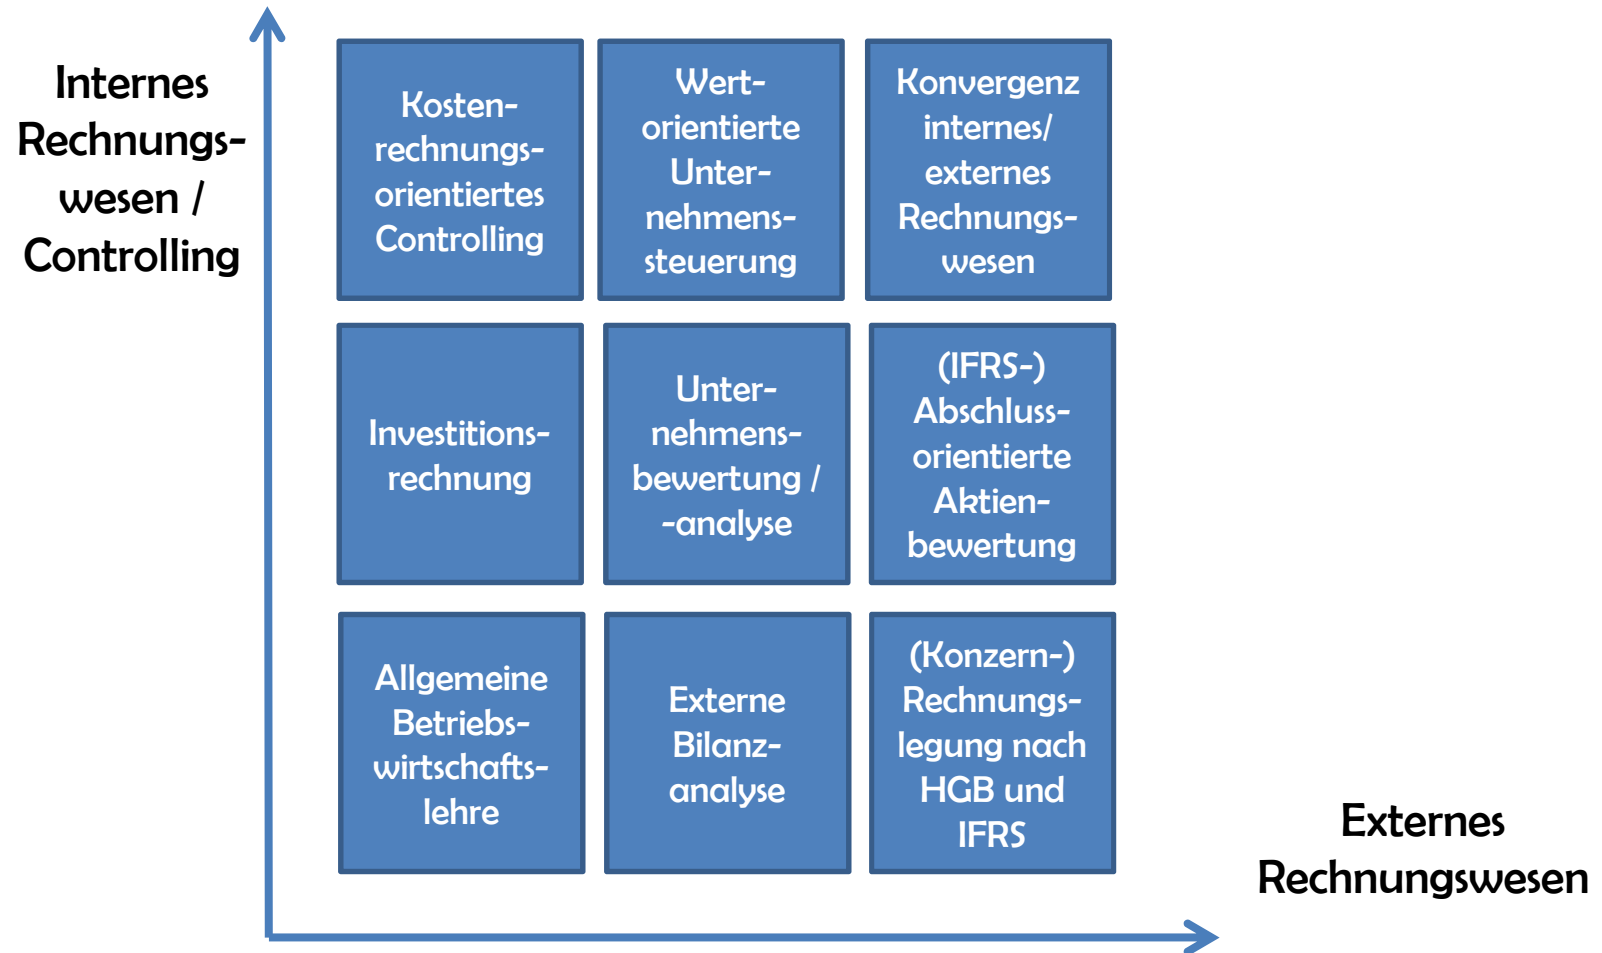 Internes
Rechnungs-
wesen /
Controlling
Kosten-
rechnungs-
orientiertes
Controlling
Wert-
orientierte
Unter-
nehmens-
steuerung
Konvergenz
internes/
externes
Rechnungs-
wesen
Investitions-
rechnung
Unter-
nehmens-
bewertung /
-analyse
(IFRS-)
Abschluss-
orientierte
Aktien-
bewertung
Allgemeine
Betriebs-
wirtschafts-
lehre
Externe
Bilanz-
analyse
(Konzern-)
Rechnungs-
legung nach
HGB und
IFRS
Externes
Rechnungswesen